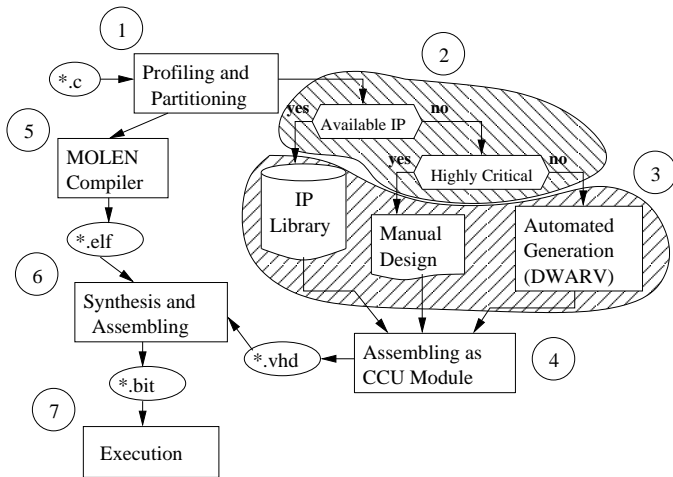 1
2
*.c
Profiling and
Partitioning
yes
no
Available IP
5
MOLEN
Compiler
yes
no
Highly Critical
3
IP
Library
Manual
Design
Automated
Generation
(DWARV)
*.elf
6
Synthesis and
Assembling
*.vhd
Assembling as
CCU Module
4
*.bit
7
Execution